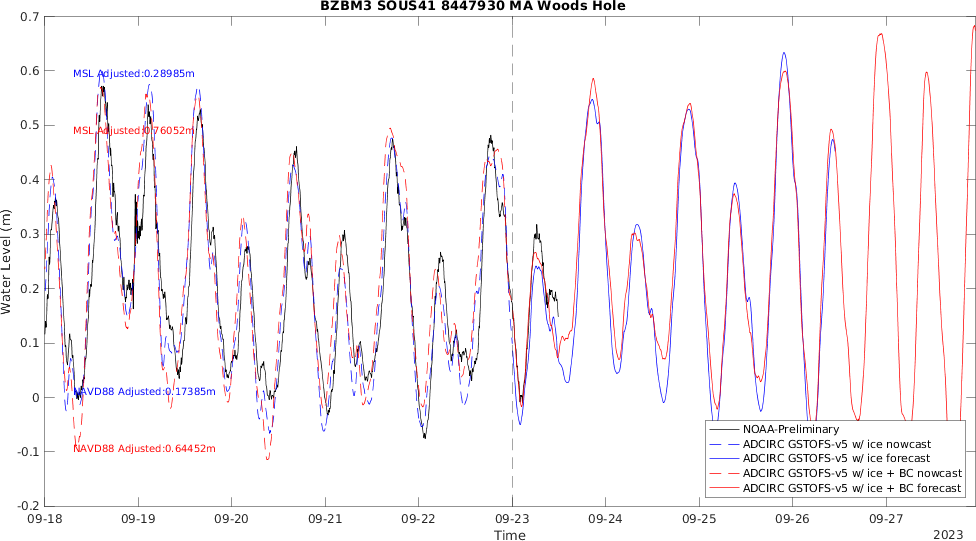 BZBM3 SOUS41 8447930 MA Woods Hole
0.7
0.6
0.5
0.4
0.3
0.2
0.1
0
-0.1
-0.2
Water Level (m)
MSL Adjusted:0.28985m
MSL Adjusted:0.76052m
NAVD88 Adjusted:0.17385m
NAVD88 Adjusted:0.64452m
NOAA-Preliminary
ADCIRC GSTOFS-v5 w/ ice nowcast
ADCIRC GSTOFS-v5 w/ ice forecast
ADCIRC GSTOFS-v5 w/ ice + BC nowcast
ADCIRC GSTOFS-v5 w/ ice + BC forecast
09-18 09-19 09-20 09-21 09-22 09-23 09-24 09-25 09-26 09-27
Time
2023